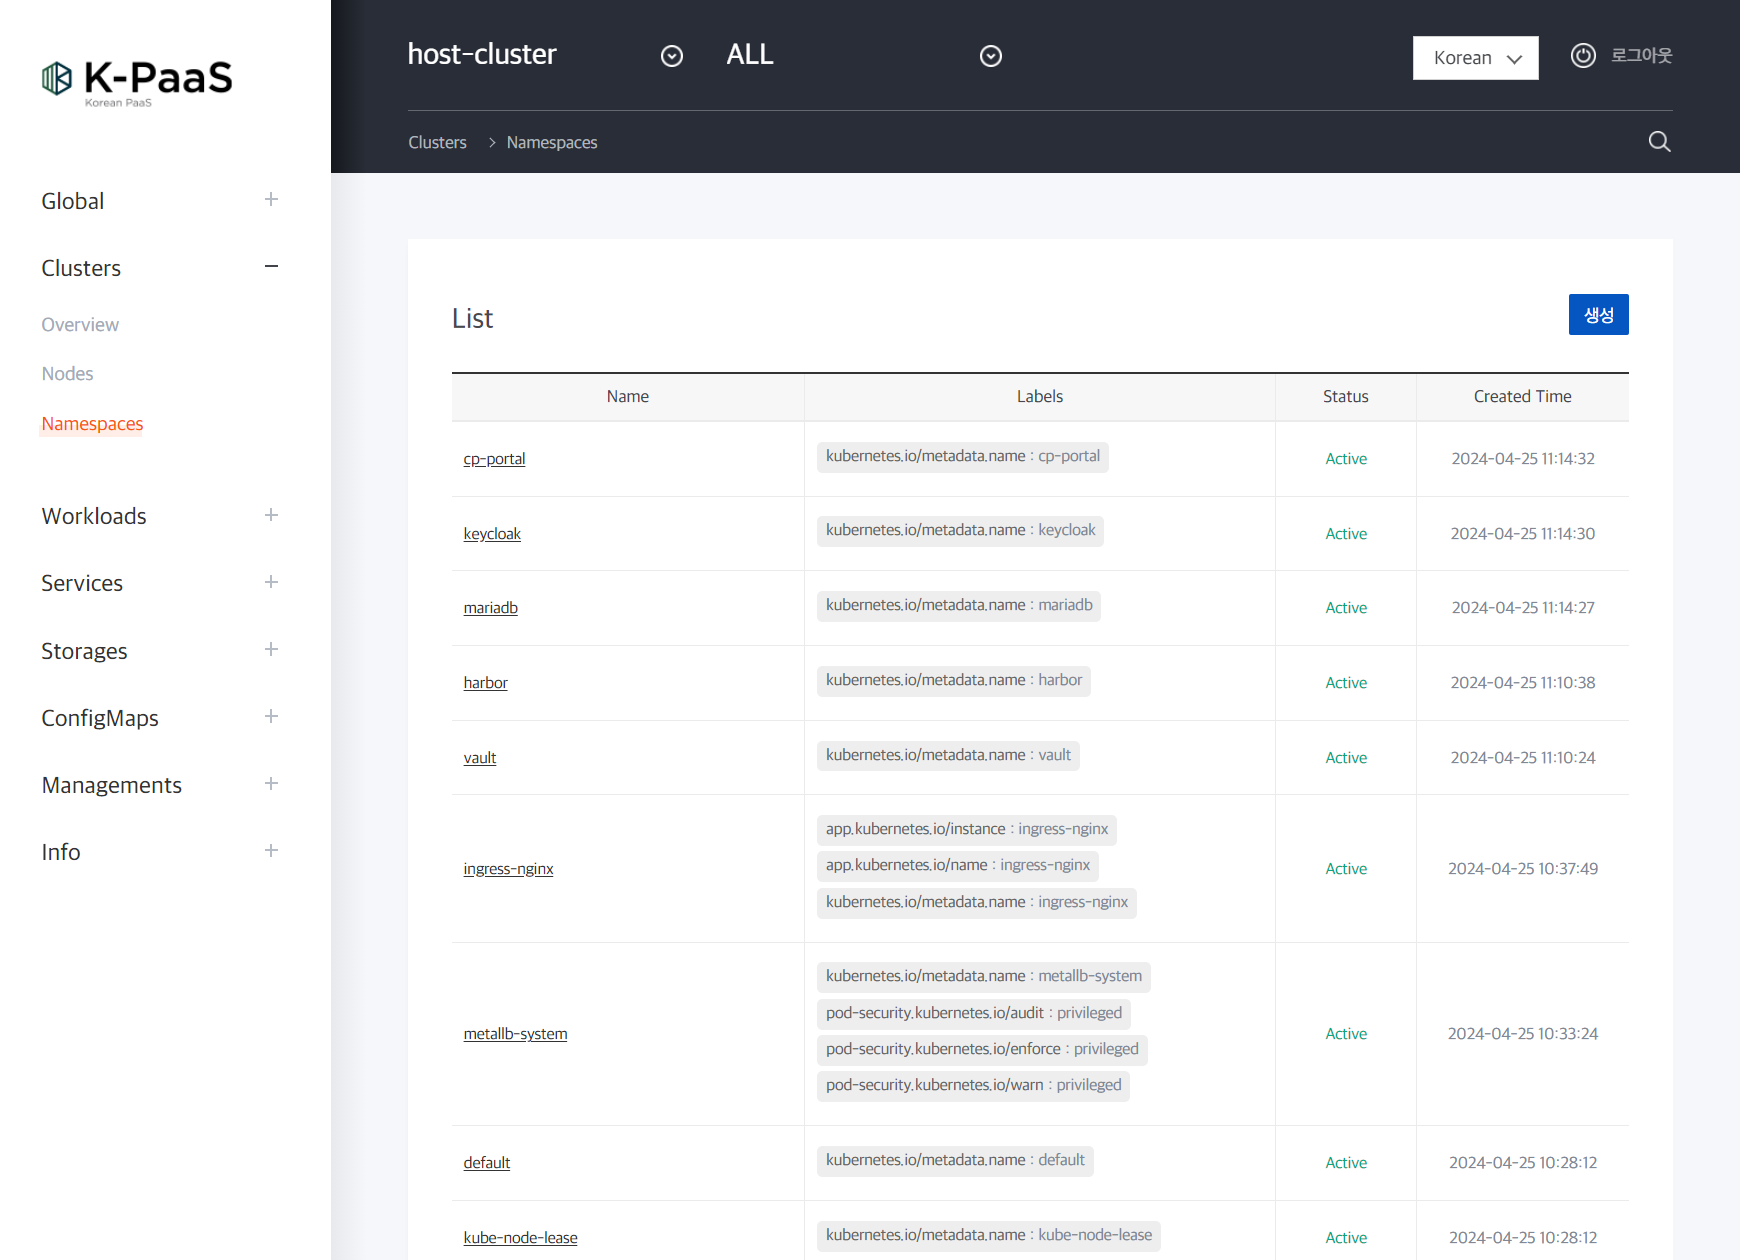 K-PaaS
Korean PaaS
host-cluster
ALL
Korean
로그아웃
Clusters > Namespaces
Global +
Clusters −
Overview
Nodes
Namespaces
Workloads +
Services +
Storages +
ConfigMaps +
Managements +
Info +
List
생성
Name Labels Status Created Time
cp-portal kubernetes.io/metadata.name : cp-portal Active 2024-04-25 11:14:32
keycloak kubernetes.io/metadata.name : keycloak Active 2024-04-25 11:14:30
mariadb kubernetes.io/metadata.name : mariadb Active 2024-04-25 11:14:27
harbor kubernetes.io/metadata.name : harbor Active 2024-04-25 11:10:38
vault kubernetes.io/metadata.name : vault Active 2024-04-25 11:10:24
app.kubernetes.io/instance : ingress-nginx
app.kubernetes.io/name : ingress-nginx
ingress-nginx Active 2024-04-25 10:37:49
kubernetes.io/metadata.name : ingress-nginx
kubernetes.io/metadata.name : metallb-system
pod-security.kubernetes.io/audit : privileged
metallb-system Active 2024-04-25 10:33:24
pod-security.kubernetes.io/enforce : privileged
pod-security.kubernetes.io/warn : privileged
default kubernetes.io/metadata.name : default Active 2024-04-25 10:28:12
kube-node-lease kubernetes.io/metadata.name : kube-node-lease Active 2024-04-25 10:28:12